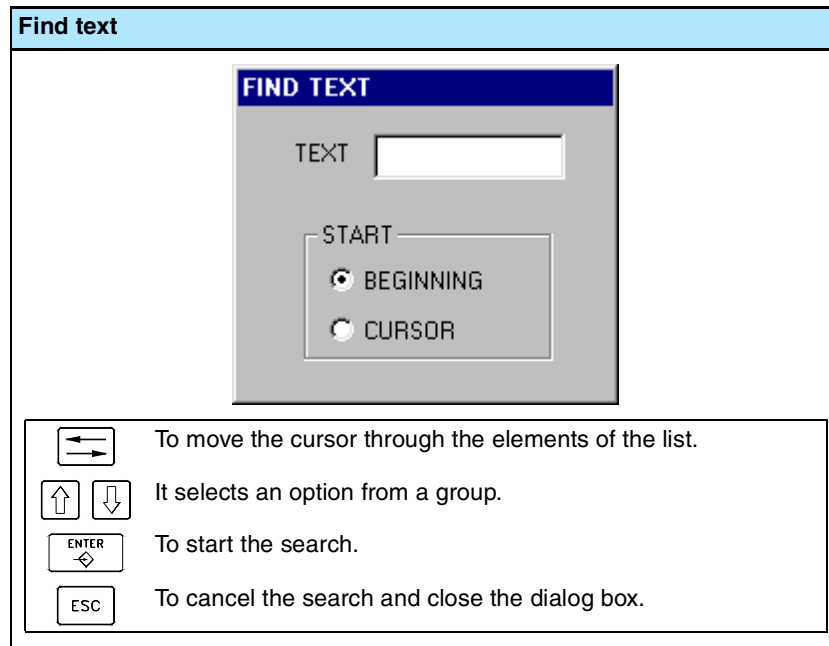 Find text
FIND TEXT
TEXT
START
BEGINNING
CURSOR
To move the cursor through the elements of the list.
It selects an option from a group.
ENTER
To start the search.
ESC
To cancel the search and close the dialog box.